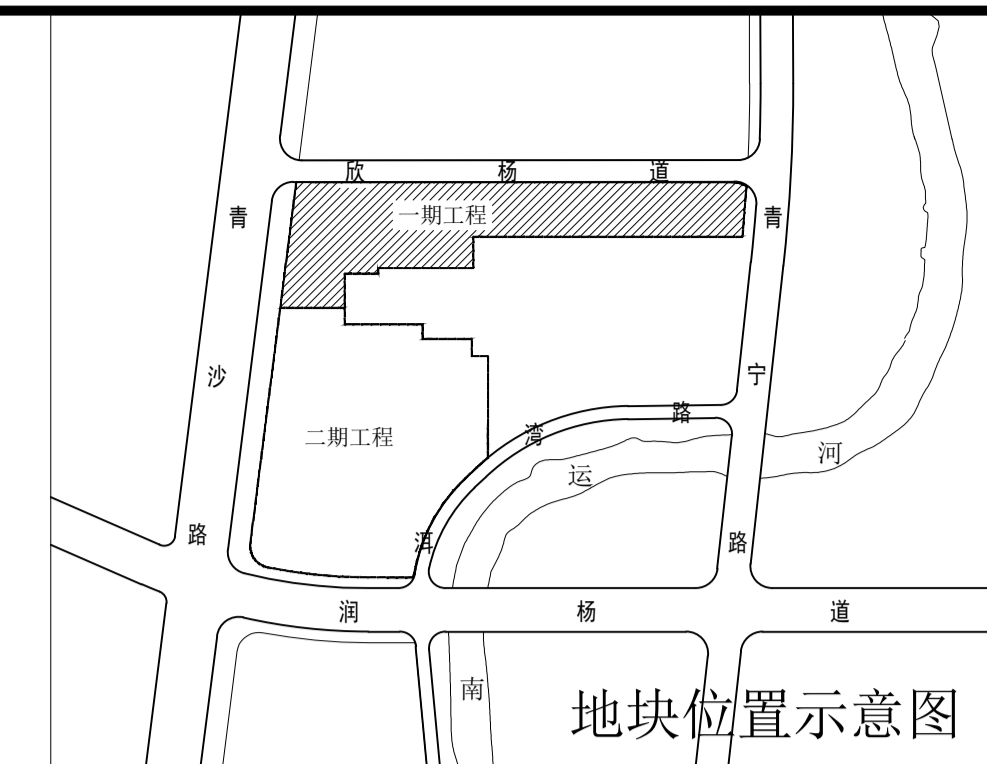 欣杨道
一期工程
青沙路
青宁路
二期工程
洱湾路
南运河
润杨道
地块位置示意图